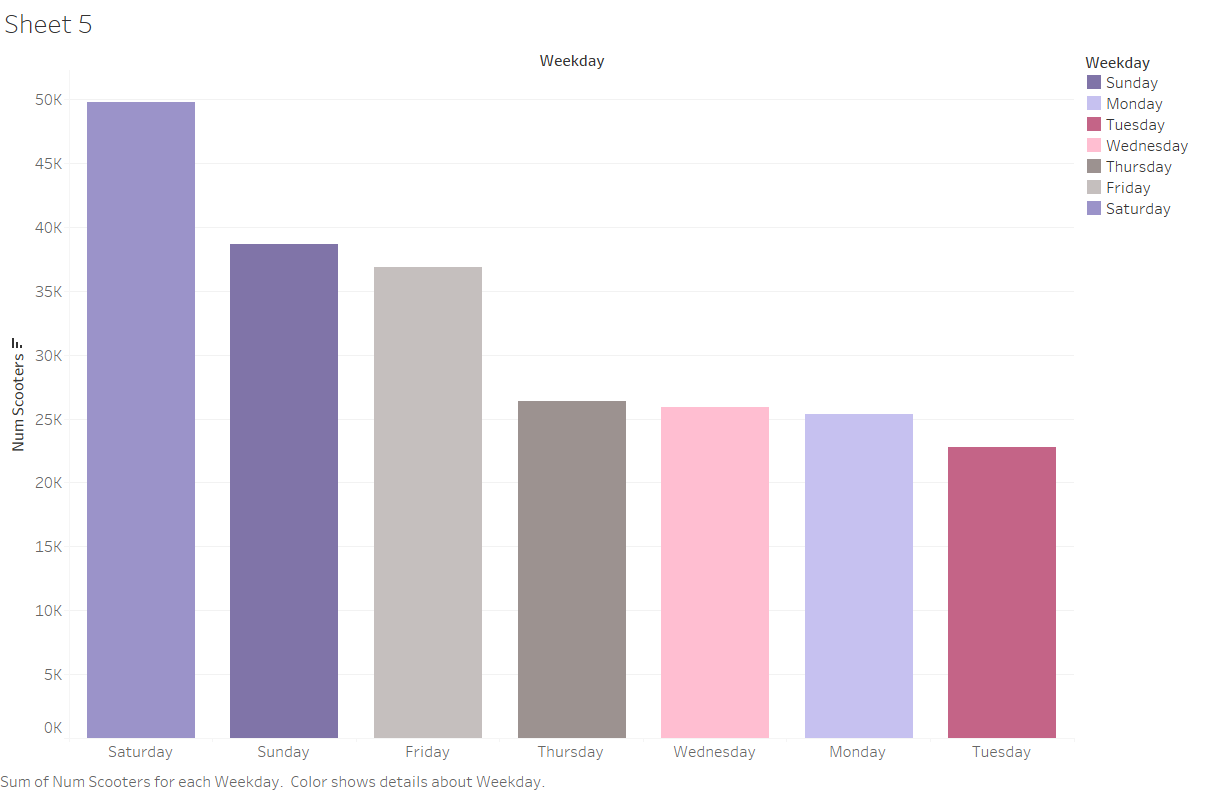 Sheet 5
Weekday
50K
45K
40K
35K
30K
25K
20K
15K
10K
5K
0K
Num Scooters
Saturday
Sunday
Friday
Thursday
Wednesday
Monday
Tuesday
Weekday
Sunday
Monday
Tuesday
Wednesday
Thursday
Friday
Saturday
Sum of Num Scooters for each Weekday.  Color shows details about Weekday.